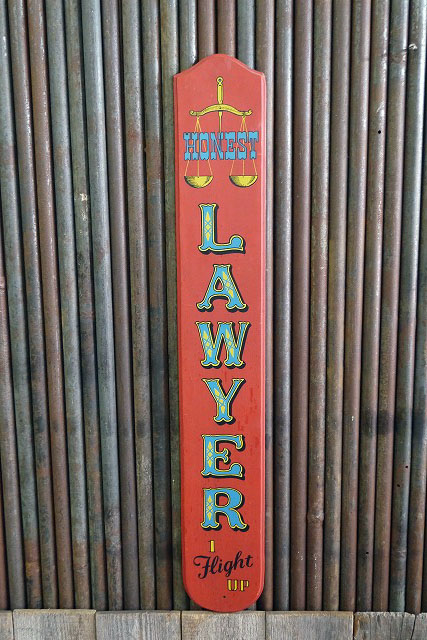 HONEST
LAWYER
1
Flight
UP